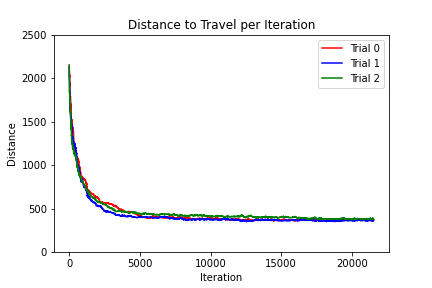 Distance to Travel per Iteration
2500
2000
1500
1000
500
0
Distance
Trial 0
Trial 1
Trial 2
0 5000 10000 15000 20000
Iteration